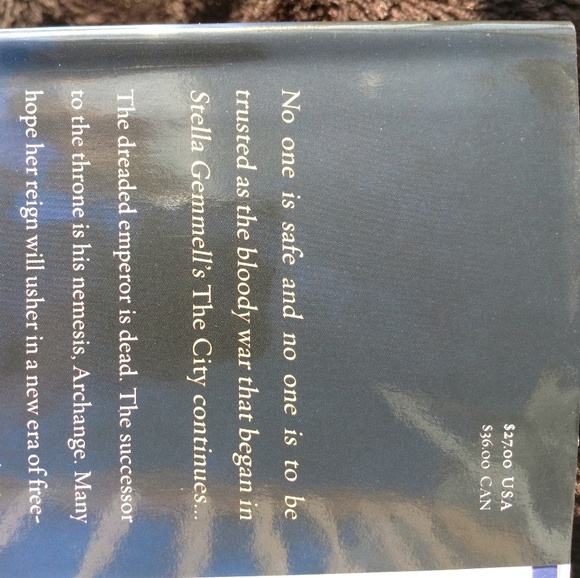 $27.00 USA
$36.00 CAN
No one is safe and no one is to be
trusted as the bloody war that began in
Stella Gemmell's The City continues...
The dreaded emperor is dead. The successor
to the throne is his nemesis, Archange. Many
hope her reign will usher in a new era of free-